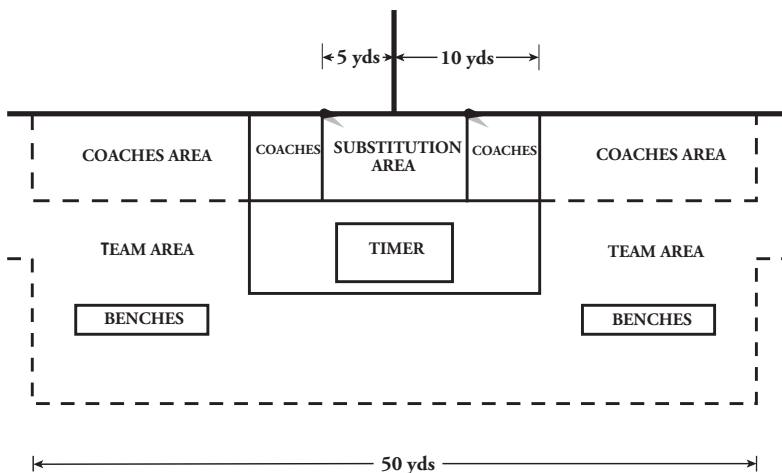 5 yds
10 yds
COACHES AREA
COACHES
SUBSTITUTION
AREA
COACHES
COACHES AREA
TEAM AREA
TIMER
TEAM AREA
BENCHES
BENCHES
50 yds